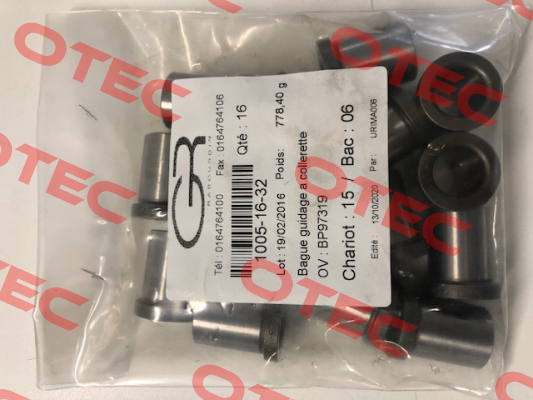 GR
RABOURDIN
Tél : 0164764100 Fax : 0164764106
1005-16-32 Qté : 16
Lot : 19/02/2016 Poids: 778,40 g
Bague guidage a collerette
OV : BP97319
Chariot : 15 / Bac : 06
Edité : 13/10/2020 Par : URIMA006
OTEC
OTEC
OTEC
OTEC
OTEC
OTEC
OTEC